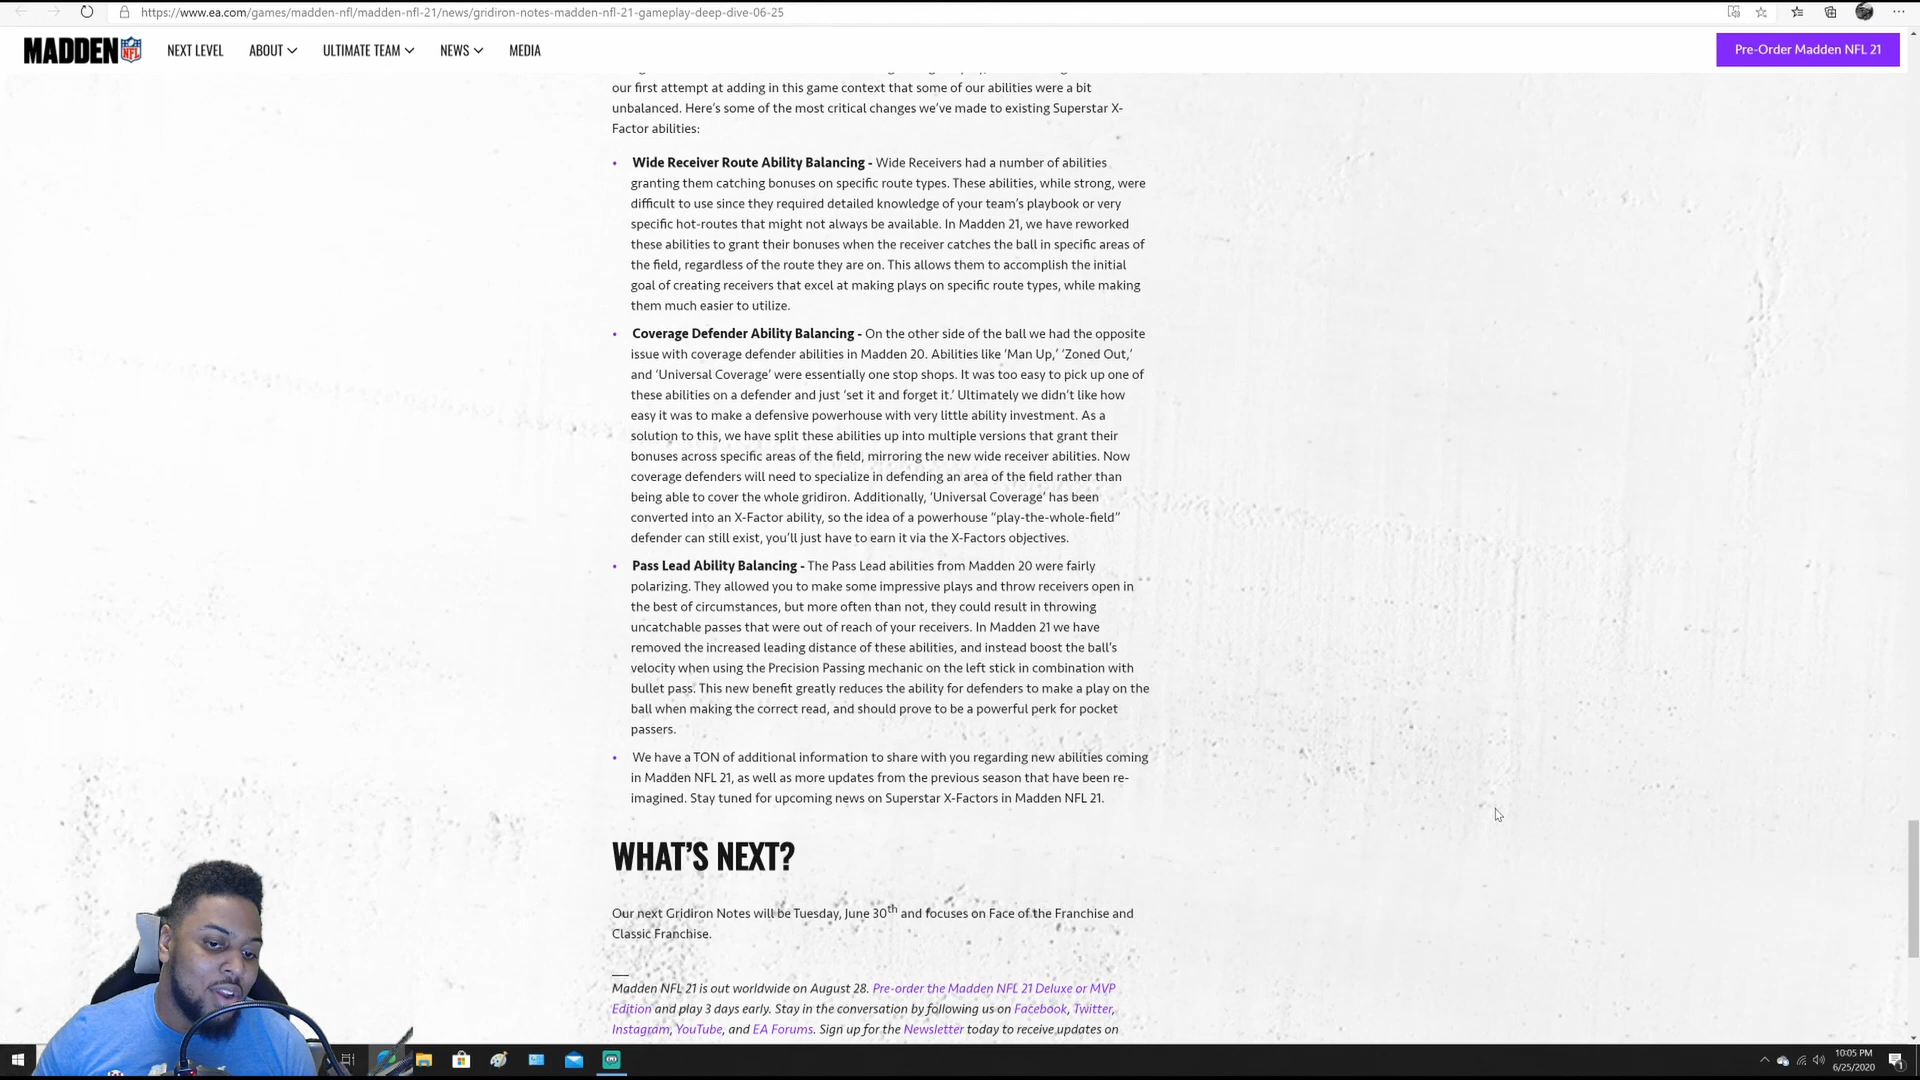 https://www.ea.com/games/madden-nfl/madden-nfl-21/news/gridiron-notes-madden-nfl-21-gameplay-deep-dive-06-25
MADDEN NFL NEXT LEVEL ABOUT ULTIMATE TEAM NEWS MEDIA Pre-Order Madden NFL 21
our first attempt at adding in this game context that some of our abilities were a bit
unbalanced. Here's some of the most critical changes we've made to existing Superstar X-
Factor abilities:
• Wide Receiver Route Ability Balancing - Wide Receivers had a number of abilities
granting them catching bonuses on specific route types. These abilities, while strong, were
difficult to use since they required detailed knowledge of your team's playbook or very
specific hot-routes that might not always be available. In Madden 21, we have reworked
these abilities to grant their bonuses when the receiver catches the ball in specific areas of
the field, regardless of the route they are on. This allows them to accomplish the initial
goal of creating receivers that excel at making plays on specific route types, while making
them much easier to utilize.
• Coverage Defender Ability Balancing - On the other side of the ball we had the opposite
issue with coverage defender abilities in Madden 20. Abilities like ‘Man Up,’ ‘Zoned Out,’
and ‘Universal Coverage’ were essentially one stop shops. It was too easy to pick up one of
these abilities on a defender and just ‘set it and forget it.’ Ultimately we didn't like how
easy it was to make a defensive powerhouse with very little ability investment. As a
solution to this, we have split these abilities up into multiple versions that grant their
bonuses across specific areas of the field, mirroring the new wide receiver abilities. Now
coverage defenders will need to specialize in defending an area of the field rather than
being able to cover the whole gridiron. Additionally, ‘Universal Coverage’ has been
converted into an X-Factor ability, so the idea of a powerhouse “play-the-whole-field”
defender can still exist, you'll just have to earn it via the X-Factors objectives.
• Pass Lead Ability Balancing - The Pass Lead abilities from Madden 20 were fairly
polarizing. They allowed you to make some impressive plays and throw receivers open in
the best of circumstances, but more often than not, they could result in throwing
uncatchable passes that were out of reach of your receivers. In Madden 21 we have
removed the increased leading distance of these abilities, and instead boost the ball's
velocity when using the Precision Passing mechanic on the left stick in combination with
bullet pass. This new benefit greatly reduces the ability for defenders to make a play on the
ball when making the correct read, and should prove to be a powerful perk for pocket
passers.
• We have a TON of additional information to share with you regarding new abilities coming
in Madden NFL 21, as well as more updates from the previous season that have been re-
imagined. Stay tuned for upcoming news on Superstar X-Factors in Madden NFL 21.
WHAT'S NEXT?
Our next Gridiron Notes will be Tuesday, June 30th and focuses on Face of the Franchise and
Classic Franchise.
Madden NFL 21 is out worldwide on August 28. Pre-order the Madden NFL 21 Deluxe or MVP
Edition and play 3 days early. Stay in the conversation by following us on Facebook, Twitter,
Instagram, YouTube, and EA Forums. Sign up for the Newsletter today to receive updates on
10:05 PM
6/25/2020